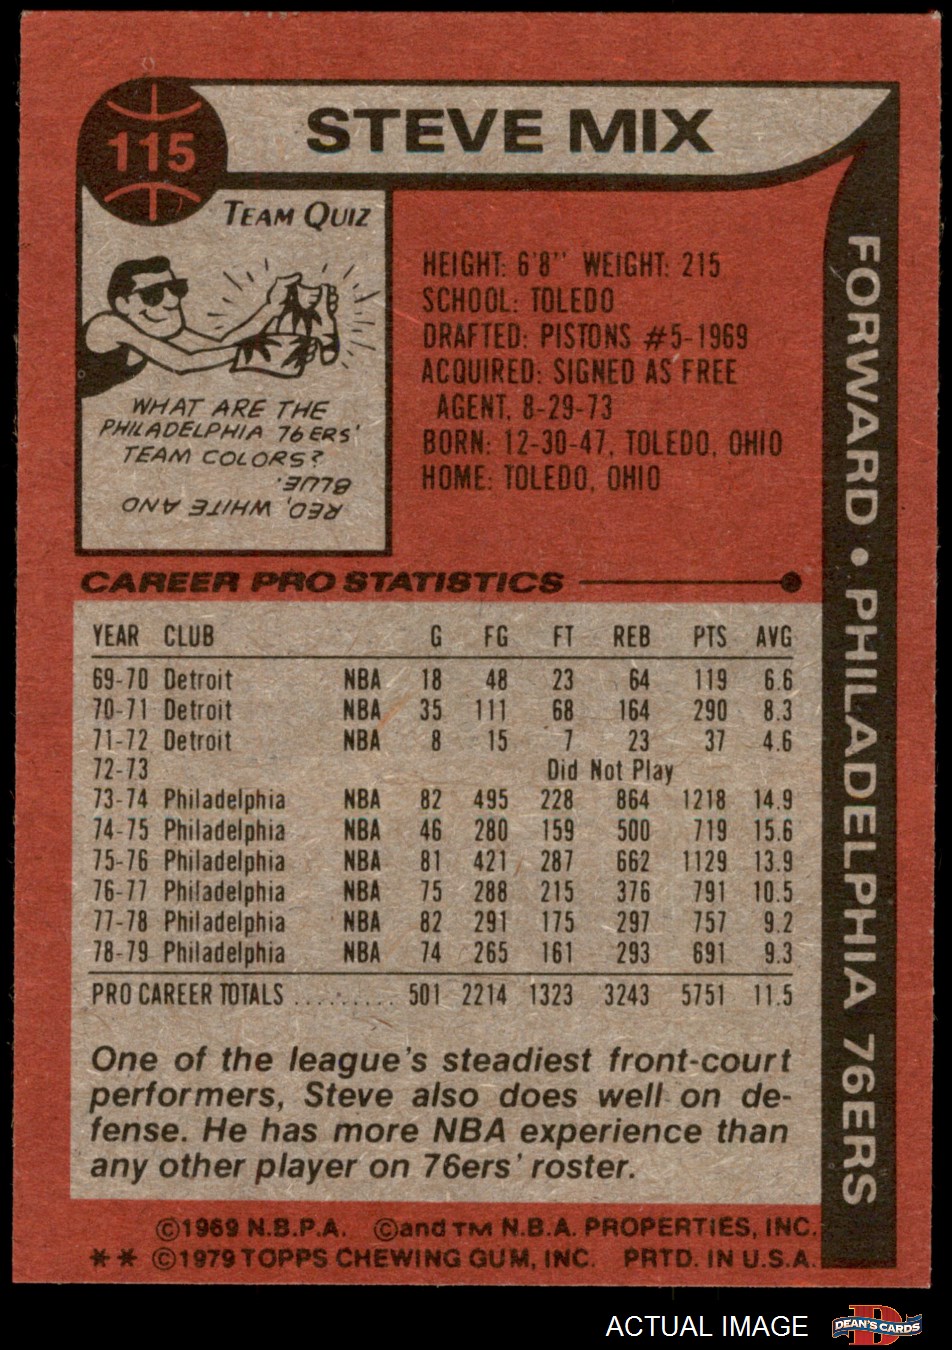 115
STEVE MIX
TEAM QUIZ
WHAT ARE THE
PHILADELPHIA 76ERS'
TEAM COLORS?
RED, WHITE AND
BLUE.
HEIGHT: 6'8" WEIGHT: 215
SCHOOL: TOLEDO
DRAFTED: PISTONS #5-1969
ACQUIRED: SIGNED AS FREE
AGENT, 8-29-73
BORN: 12-30-47, TOLEDO, OHIO
HOME: TOLEDO, OHIO
FORWARD • PHILADELPHIA 76ERS
CAREER PRO STATISTICS
YEAR CLUB G FG FT REB PTS AVG
69-70 Detroit NBA 18 48 23 64 119 6.6
70-71 Detroit NBA 35 111 68 164 290 8.3
71-72 Detroit NBA 8 15 7 23 37 4.6
72-73 Did Not Play
73-74 Philadelphia NBA 82 495 228 864 1218 14.9
74-75 Philadelphia NBA 46 280 159 500 719 15.6
75-76 Philadelphia NBA 81 421 287 662 1129 13.9
76-77 Philadelphia NBA 75 288 215 376 791 10.5
77-78 Philadelphia NBA 82 291 175 297 757 9.2
78-79 Philadelphia NBA 74 265 161 293 691 9.3
PRO CAREER TOTALS ......... 501 2214 1323 3243 5751 11.5
One of the league's steadiest front-court
performers, Steve also does well on de-
fense. He has more NBA experience than
any other player on 76ers' roster.
©1969 N.B.P.A. ©and TM N.B.A. PROPERTIES, INC.
** ©1979 TOPPS CHEWING GUM, INC. PRTD. IN U.S.A.
ACTUAL IMAGE
DEAN'S CARDS